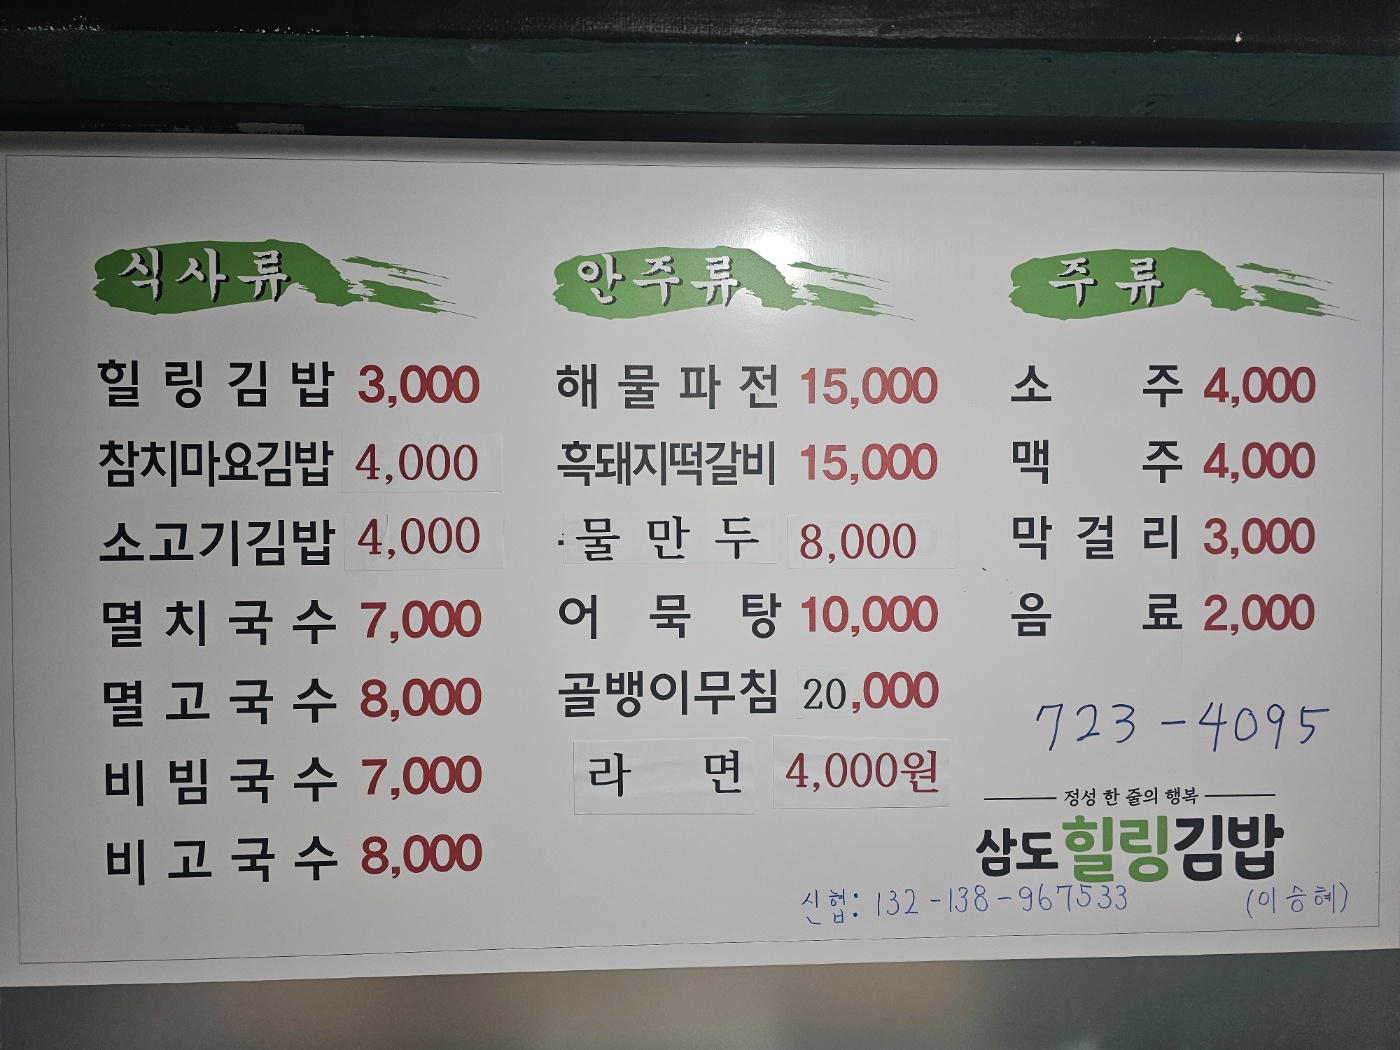 식사류
힐링김밥 3,000
참치마요김밥 4,000
소고기김밥 4,000
멸치국수 7,000
멸고국수 8,000
비빔국수 7,000
비고국수 8,000
안주류
해물파전 15,000
흑돼지떡갈비 15,000
물만두 8,000
어묵탕 10,000
골뱅이무침 20,000
라면 4,000원
주류
소주 4,000
맥주 4,000
막걸리 3,000
음료 2,000
723-4095
정성 한 줄의 행복
삼도힐링김밥
신협: 132-138-967533 (이승혜)